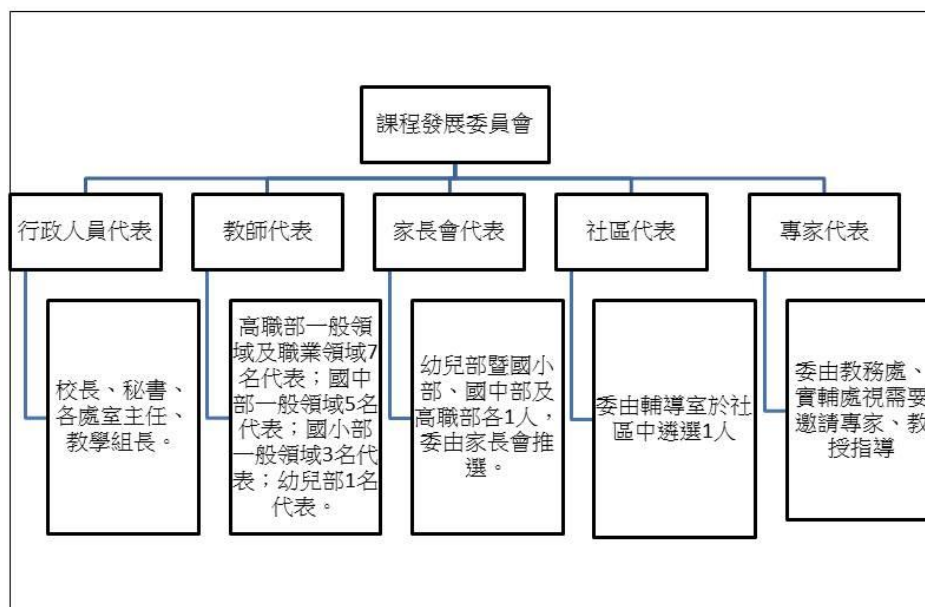 課程發展委員會
行政人員代表
教師代表
家長會代表
社區代表
專家代表
校長、秘書、
各處室主任、
教學組長。
高職部一般領
域及職業領域7
名代表；國中
部一般領域5名
代表；國小部
一般領域3名代
表；幼兒部1名
代表。
幼兒部暨國小
部、國中部及
高職部各1人，
委由家長會推
選。
委由輔導室於社
區中遴選1人
委由教務處、
實輔處視需要
邀請專家、教
授指導